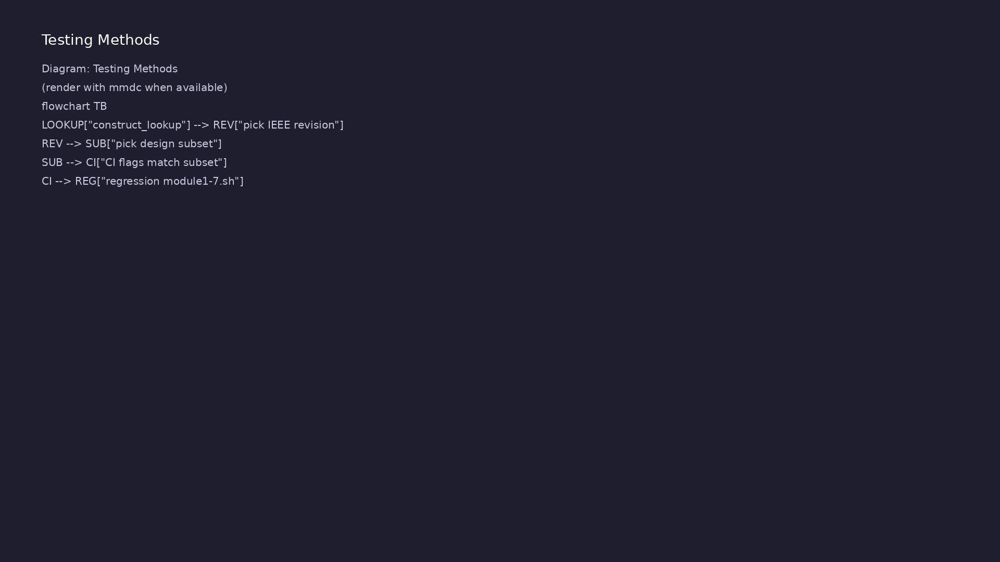 Testing Methods
Diagram: Testing Methods
(render with mmdc when available)
flowchart TB
LOOKUP["construct_lookup"] --> REV["pick IEEE revision"]
REV --> SUB["pick design subset"]
SUB --> CI["CI flags match subset"]
CI --> REG["regression module1-7.sh"]